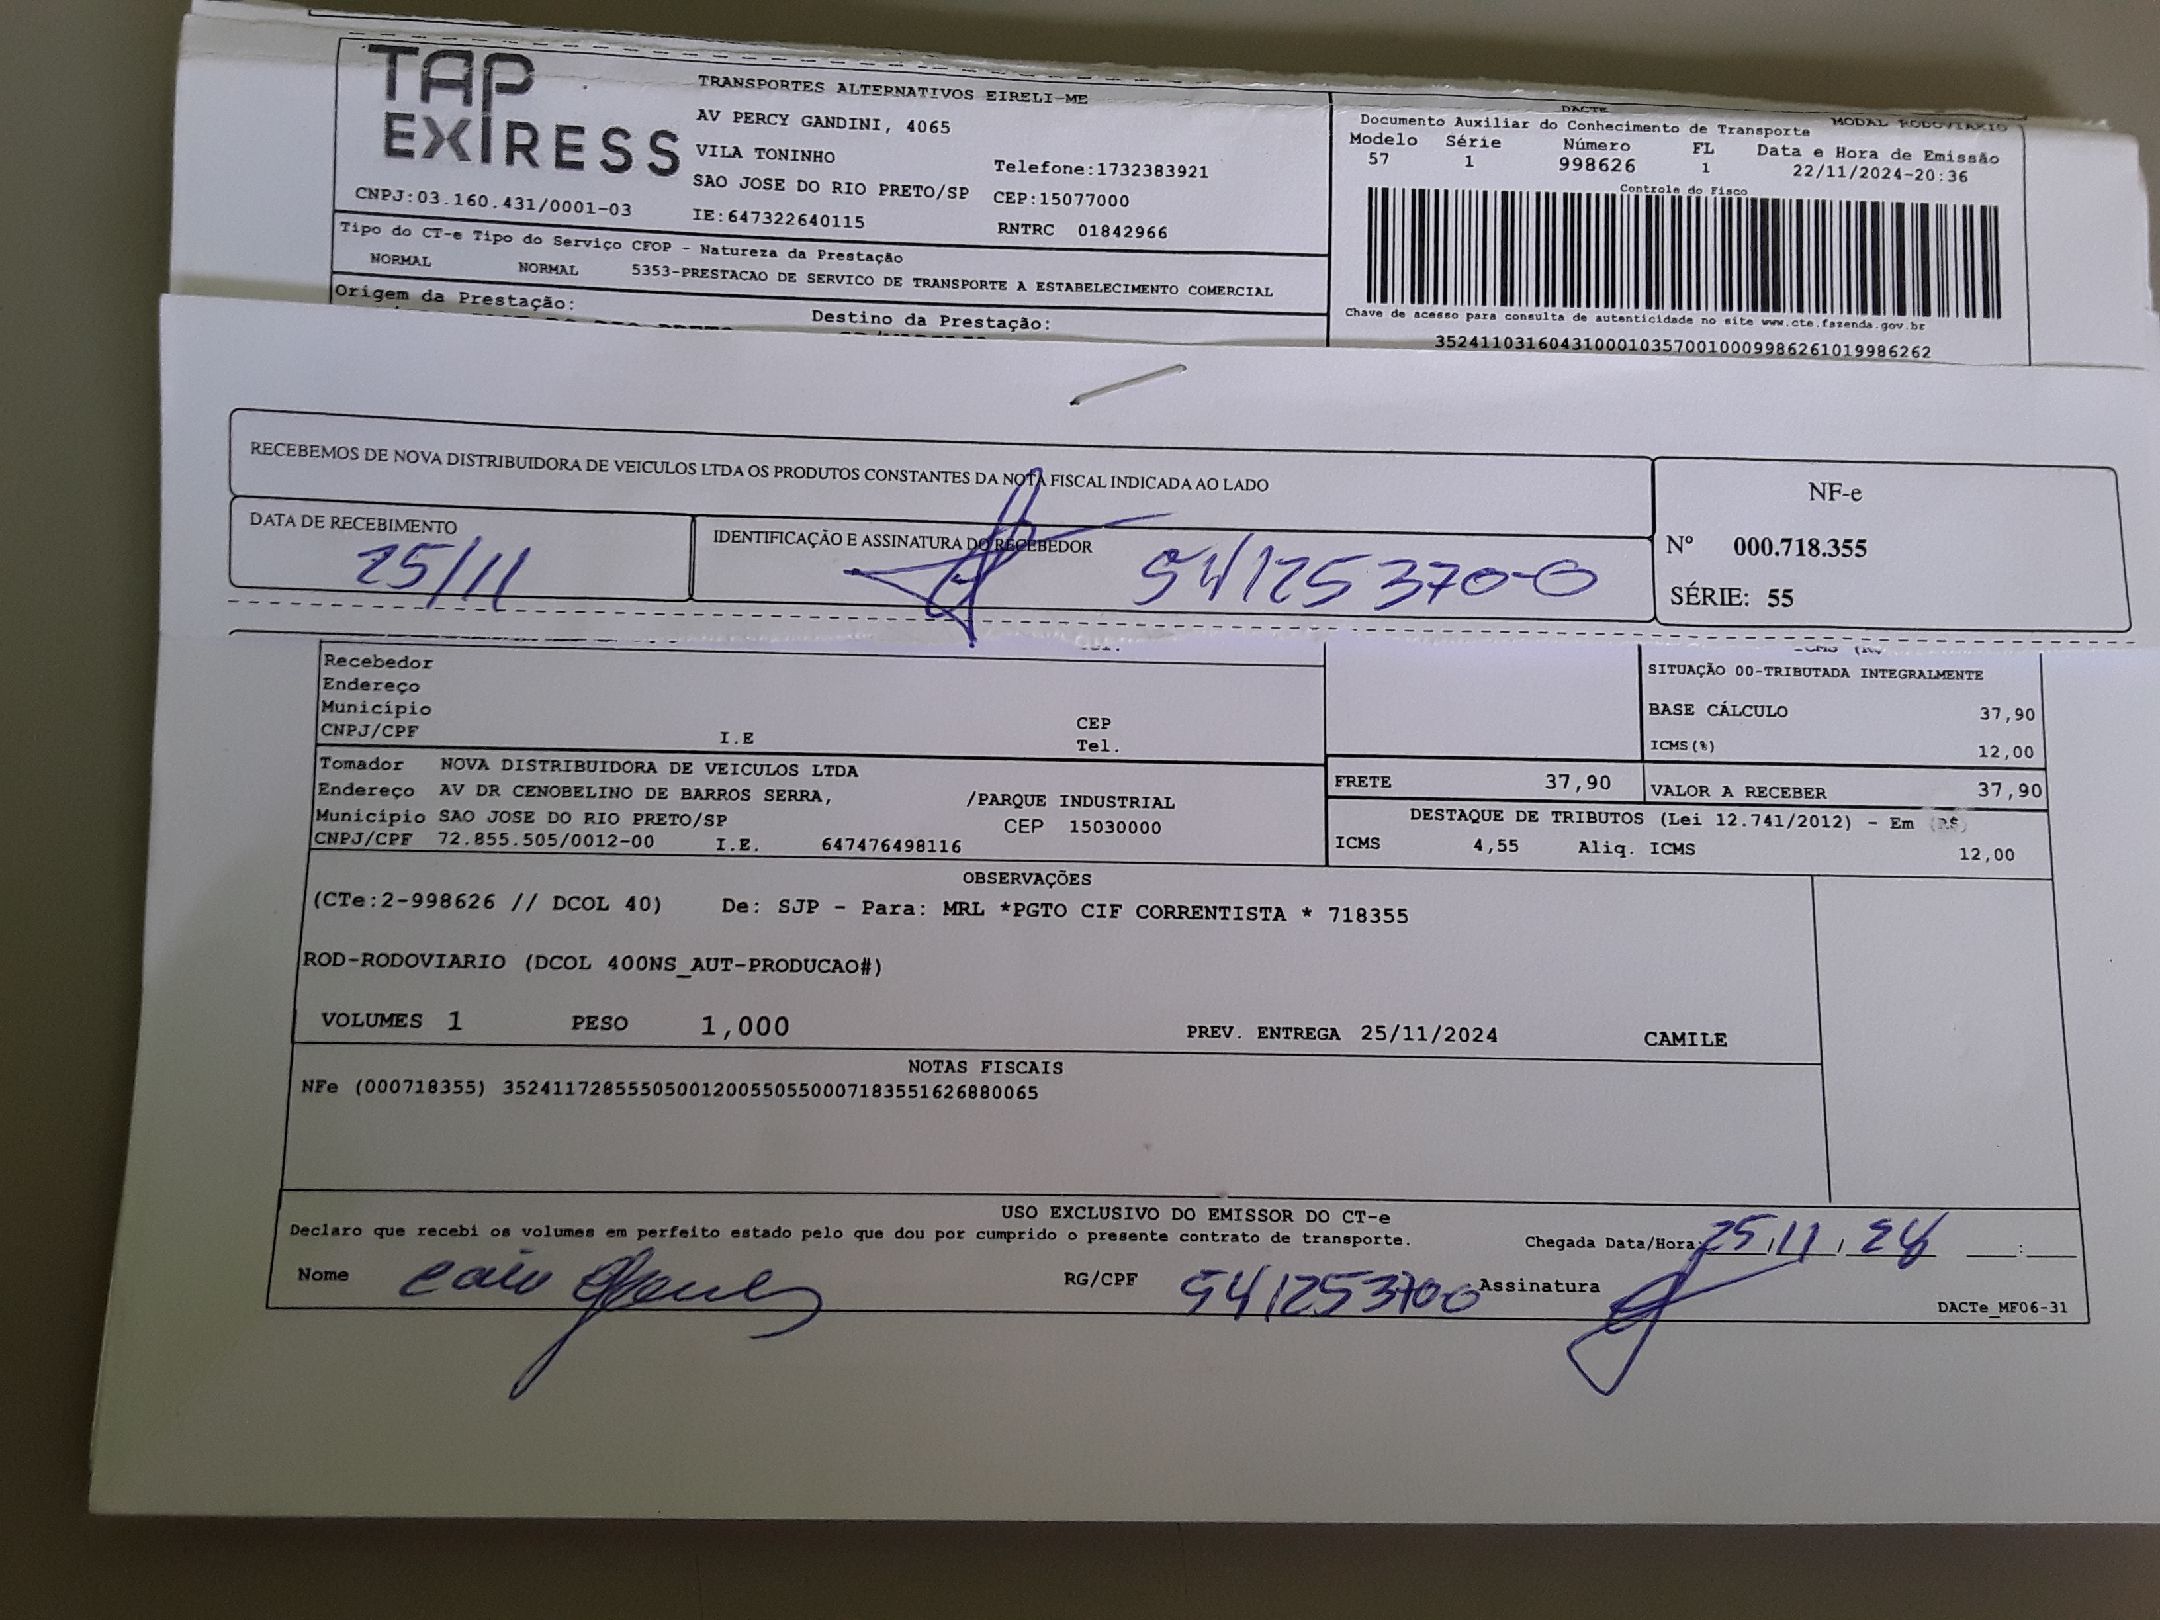 TAP
EXPRESS
TRANSPORTES ALTERNATIVOS EIRELI-ME
AV PERCY GANDINI, 4065
VILA TONINHO
Telefone:1732383921
SAO JOSE DO RIO PRETO/SP CEP:15077000
CNPJ:03.160.431/0001-03 IE:647322640115 RNTRC 01842966
Tipo do CT-e Tipo do Serviço CFOP - Natureza da Prestação
NORMAL NORMAL 5353-PRESTACAO DE SERVICO DE TRANSPORTE A ESTABELECIMENTO COMERCIAL
Origem da Prestação: Destino da Prestação:
DACTE
Documento Auxiliar do Conhecimento de Transporte MODAL RODOVIARIO
Modelo Série Número FL Data e Hora de Emissão
57 1 998626 1 22/11/2024-20:36
Controle do Fisco
Chave de acesso para consulta de autenticidade no site www.cte.fazenda.gov.br
35241103160431000103570010009986261019986262
RECEBEMOS DE NOVA DISTRIBUIDORA DE VEICULOS LTDA OS PRODUTOS CONSTANTES DA NOTA FISCAL INDICADA AO LADO
DATA DE RECEBIMENTO
25/11
IDENTIFICAÇÃO E ASSINATURA DO RECEBEDOR
54125370-0
NF-e
Nº 000.718.355
SÉRIE: 55
Recebedor
Endereço
Município CEP
CNPJ/CPF I.E Tel.
SITUAÇÃO 00-TRIBUTADA INTEGRALMENTE
BASE CÁLCULO 37,90
ICMS(%) 12,00
Tomador NOVA DISTRIBUIDORA DE VEICULOS LTDA
Endereço AV DR CENOBELINO DE BARROS SERRA, /PARQUE INDUSTRIAL
Município SAO JOSE DO RIO PRETO/SP CEP 15030000
CNPJ/CPF 72.855.505/0012-00 I.E. 647476498116
FRETE 37,90 VALOR A RECEBER 37,90
DESTAQUE DE TRIBUTOS (Lei 12.741/2012) - Em (R$)
ICMS 4,55 Aliq. ICMS 12,00
OBSERVAÇÕES
(CTe:2-998626 // DCOL 40) De: SJP - Para: MRL *PGTO CIF CORRENTISTA * 718355
ROD-RODOVIARIO (DCOL 400NS_AUT-PRODUCAO#)
VOLUMES 1 PESO 1,000 PREV. ENTREGA 25/11/2024 CAMILE
NOTAS FISCAIS
NFe (000718355) 35241172855505001200550550007183551626880065
USO EXCLUSIVO DO EMISSOR DO CT-e
Declaro que recebi os volumes em perfeito estado pelo que dou por cumprido o presente contrato de transporte. Chegada Data/Hora: 25/11/24 :
Nome caio RG/CPF 541253700 Assinatura
DACTe_MF06-31